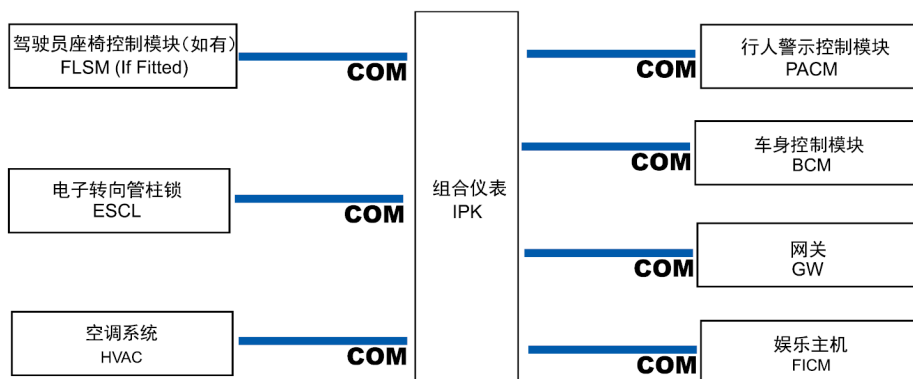 驾驶员座椅控制模块(如有)
FLSM (If Fitted)
COM
电子转向管柱锁
ESCL
COM
空调系统
HVAC
COM
组合仪表
IPK
行人警示控制模块
PACM
COM
车身控制模块
BCM
COM
网关
GW
COM
娱乐主机
FICM
COM